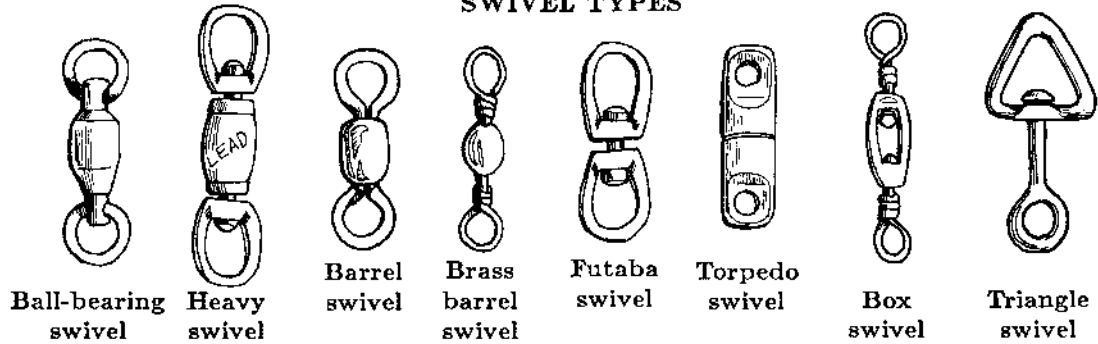 SWIVEL TYPES
LEAD
Ball-bearing
swivel
Heavy
swivel
Barrel
swivel
Brass
barrel
swivel
Futaba
swivel
Torpedo
swivel
Box
swivel
Triangle
swivel